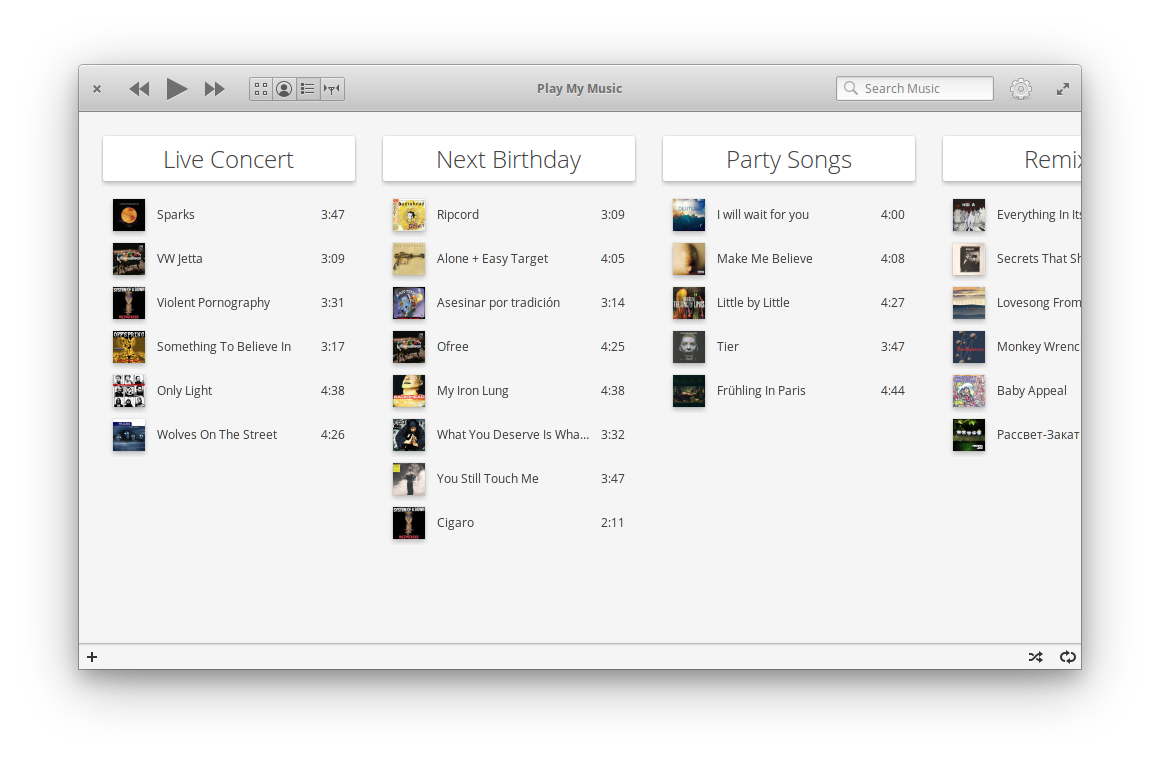 Play My Music
Search Music
Live Concert
Sparks 3:47
VW Jetta 3:09
Violent Pornography 3:31
Something To Believe In 3:17
Only Light 4:38
Wolves On The Street 4:26
Next Birthday
Ripcord 3:09
Alone + Easy Target 4:05
Asesinar por tradición 3:14
Ofree 4:25
My Iron Lung 4:38
What You Deserve Is Wha... 3:32
You Still Touch Me 3:47
Cigaro 2:11
Party Songs
I will wait for you 4:00
Make Me Believe 4:08
Little by Little 4:27
Tier 3:47
Frühling In Paris 4:44
Remix
Everything In Its
Secrets That Sh
Lovesong From
Monkey Wrenc
Baby Appeal
Рассвет-Закат